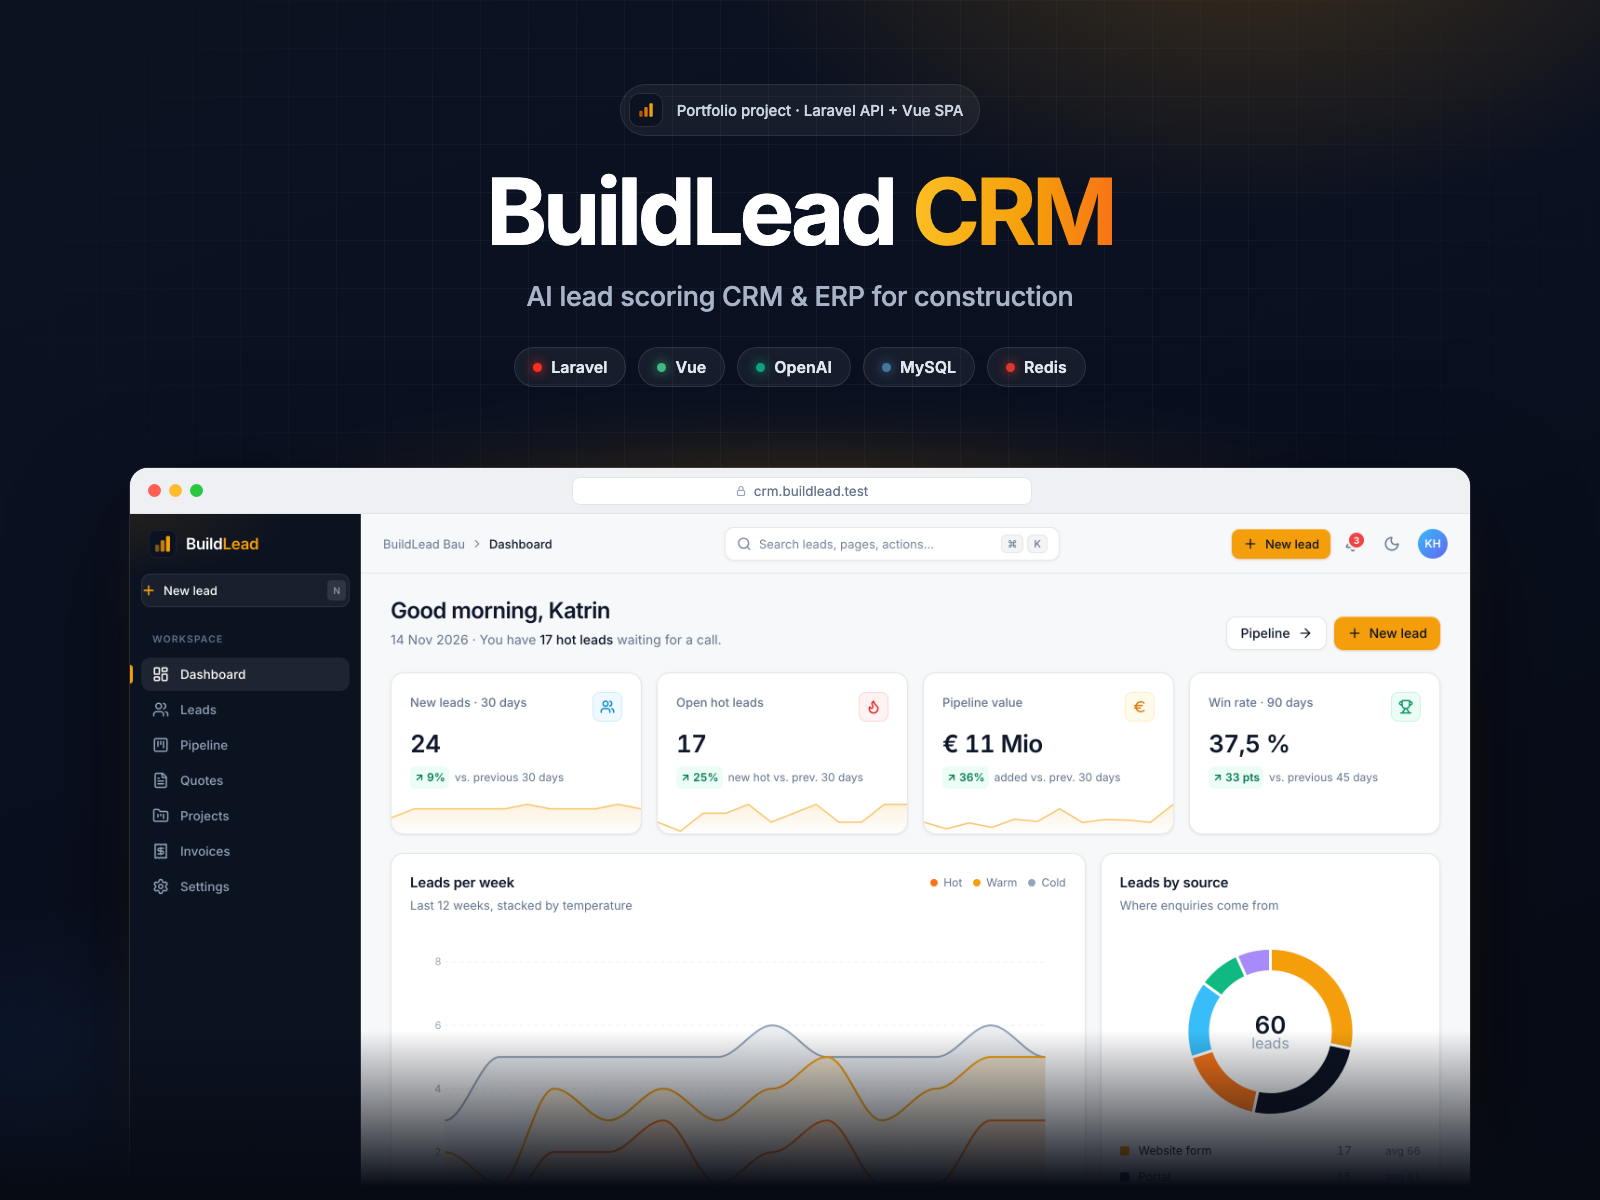 Portfolio project · Laravel API + Vue SPA
BuildLead CRM
AI lead scoring CRM & ERP for construction
Laravel
Vue
OpenAI
MySQL
Redis
crm.buildlead.test
BuildLead
BuildLead Bau > Dashboard
Search leads, pages, actions...
⌘ K
+ New lead
3
KH
+ New lead
N
WORKSPACE
Dashboard
Leads
Pipeline
Quotes
Projects
Invoices
Settings
Good morning, Katrin
14 Nov 2026 · You have 17 hot leads waiting for a call.
Pipeline →
+ New lead
New leads · 30 days
24
↗ 9% vs. previous 30 days
Open hot leads
17
↗ 25% new hot vs. prev. 30 days
Pipeline value
€
€ 11 Mio
↗ 36% added vs. prev. 30 days
Win rate · 90 days
37,5 %
↗ 33 pts vs. previous 45 days
Leads per week
Hot Warm Cold
Last 12 weeks, stacked by temperature
8
6
4
2
Leads by source
Where enquiries come from
60
leads
Website form 17 avg 66
Portal